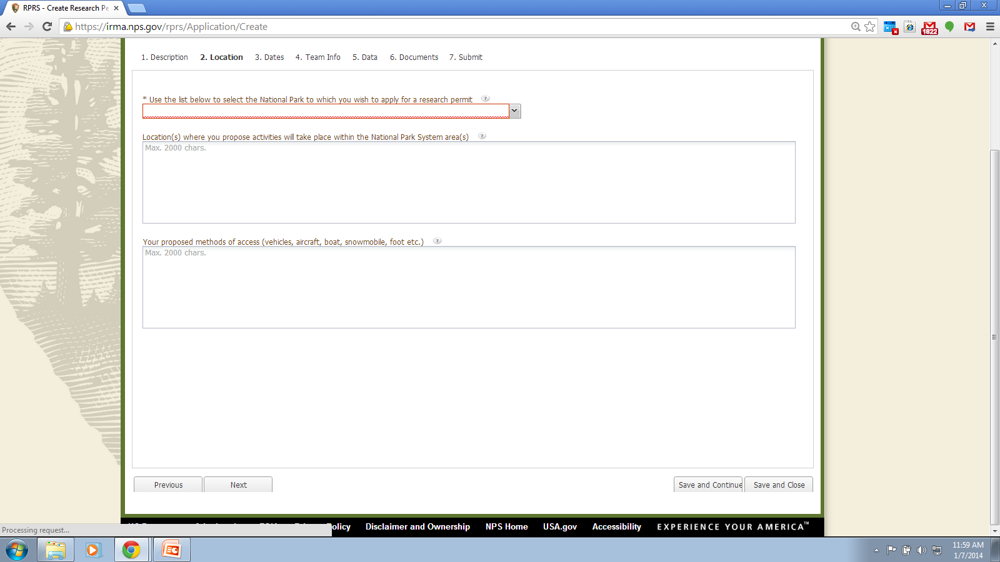 RPRS - Create Research Pe
https://irma.nps.gov/rprs/Application/Create
1822
1. Description 2. Location 3. Dates 4. Team Info 5. Data 6. Documents 7. Submit
* Use the list below to select the National Park to which you wish to apply for a research permit ?
Location(s) where you propose activities will take place within the National Park System area(s) ?
Max. 2000 chars.
Your proposed methods of access (vehicles, aircraft, boat, snowmobile, foot etc.) ?
Max. 2000 chars.
Previous Next Save and Continue Save and Close
olicy Disclaimer and Ownership NPS Home USA.gov Accessibility EXPERIENCE YOUR AMERICA™
Processing request...
11:59 AM
1/7/2014